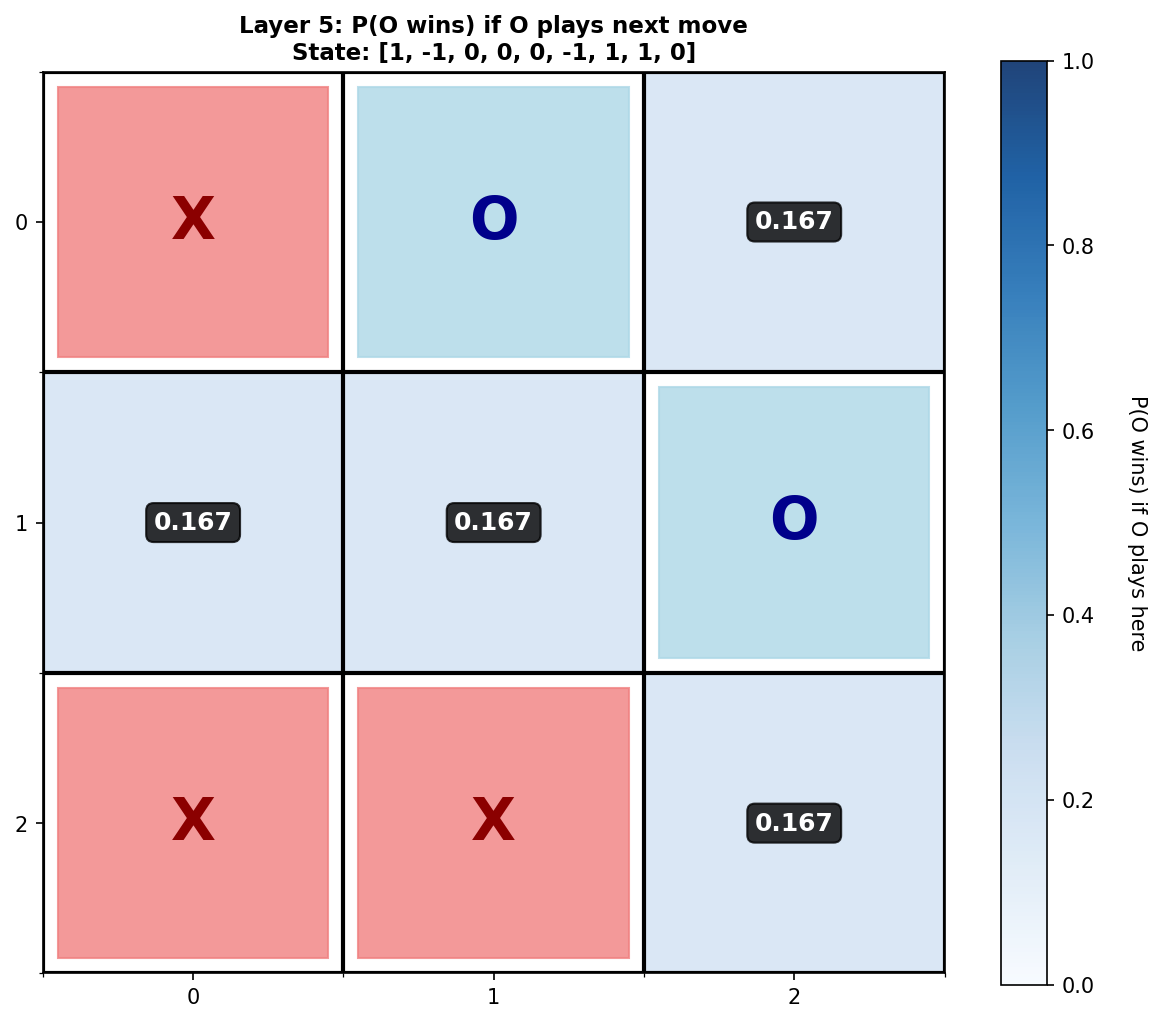 Layer 5: P(O wins) if O plays next move
State: [1, -1, 0, 0, 0, -1, 1, 1, 0]
0
X
O
0.167
1
0.167
0.167
O
2
X
X
0.167
0
1
2
1.0
0.8
0.6
0.4
0.2
0.0
P(O wins) if O plays here